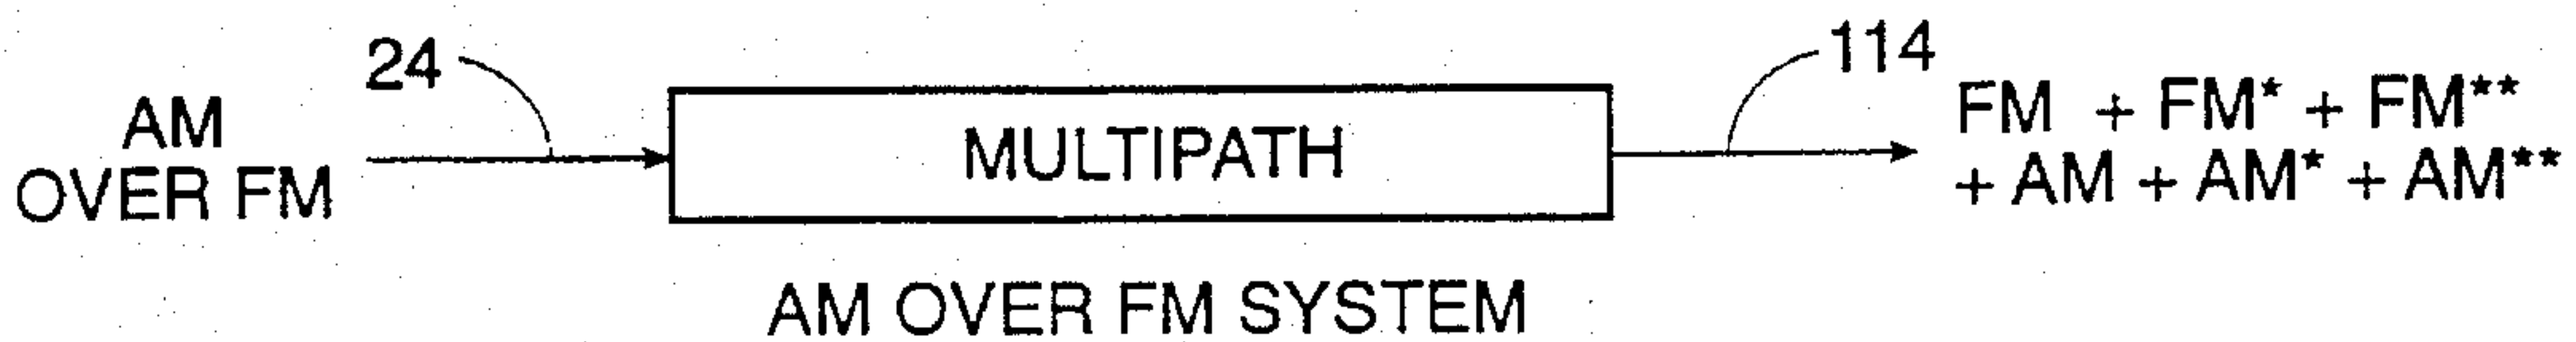 24
114
AM
OVER FM
MULTIPATH
FM + FM* + FM**
+ AM + AM* + AM**
AM OVER FM SYSTEM